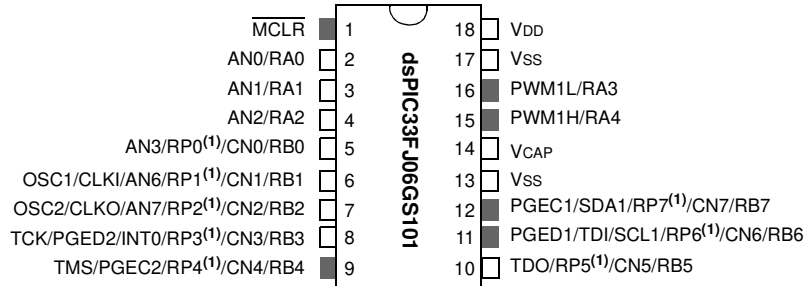 MCLR 1 18 VDD
AN0/RA0 2 17 VSS
AN1/RA1 3 16 PWM1L/RA3
AN2/RA2 4 15 PWM1H/RA4
AN3/RP0(1)/CN0/RB0 5 14 VCAP
OSC1/CLKI/AN6/RP1(1)/CN1/RB1 6 13 VSS
OSC2/CLKO/AN7/RP2(1)/CN2/RB2 7 12 PGEC1/SDA1/RP7(1)/CN7/RB7
TCK/PGED2/INT0/RP3(1)/CN3/RB3 8 11 PGED1/TDI/SCL1/RP6(1)/CN6/RB6
TMS/PGEC2/RP4(1)/CN4/RB4 9 10 TDO/RP5(1)/CN5/RB5
dsPIC33FJ06GS101